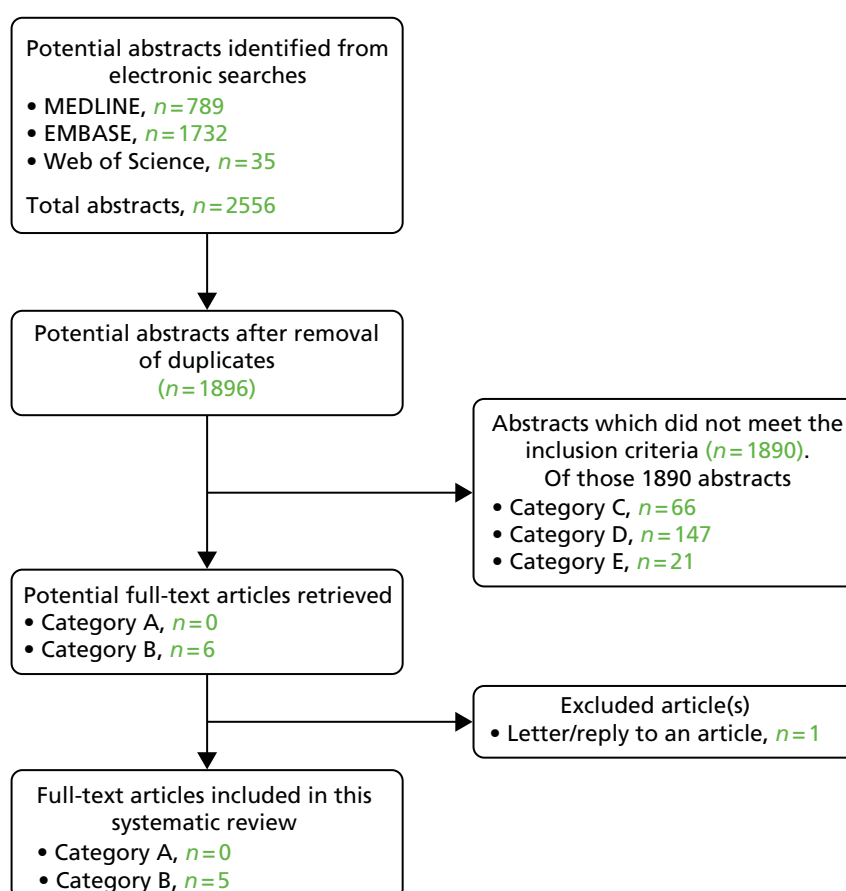 Potential abstracts identified from
electronic searches
• MEDLINE, n=789
• EMBASE, n=1732
• Web of Science, n=35
Total abstracts, n=2556
Potential abstracts after removal
of duplicates
(n=1896)
Abstracts which did not meet the
inclusion criteria (n=1890).
Of those 1890 abstracts
• Category C, n=66
• Category D, n=147
• Category E, n=21
Potential full-text articles retrieved
• Category A, n=0
• Category B, n=6
Excluded article(s)
• Letter/reply to an article, n=1
Full-text articles included in this
systematic review
• Category A, n=0
• Category B, n=5